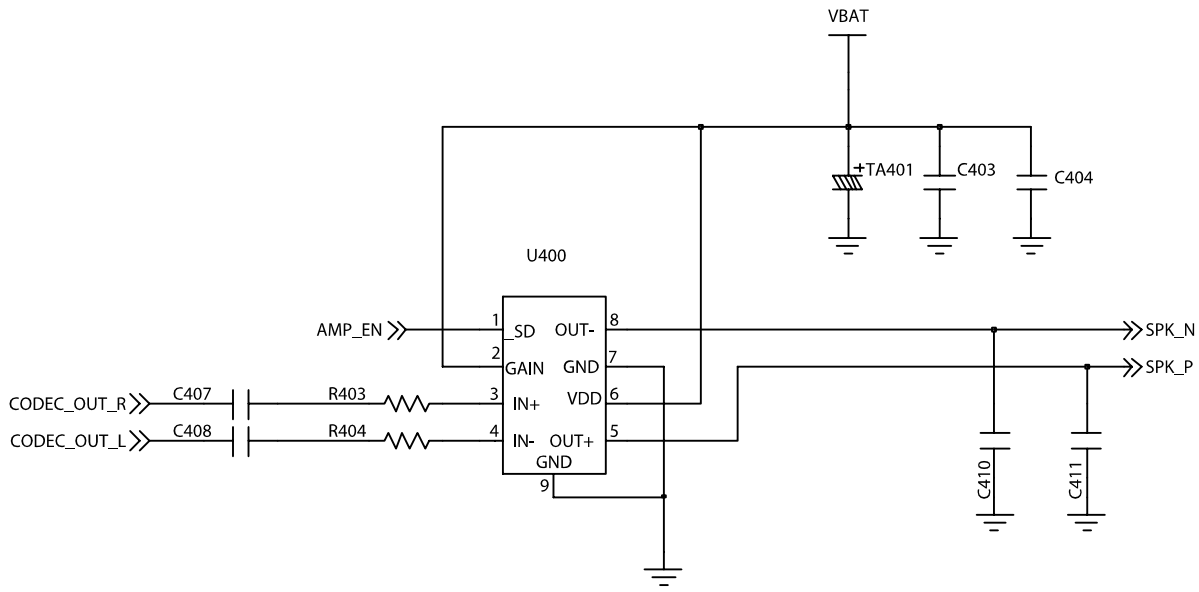 VBAT
+TA401
C403
C404
U400
AMP_EN
1
_SD
OUT-
8
SPK_N
2
GAIN
GND
7
SPK_P
CODEC_OUT_R
C407
R403
3
IN+
VDD
6
CODEC_OUT_L
C408
R404
4
IN-
OUT+
5
GND
9
C410
C411